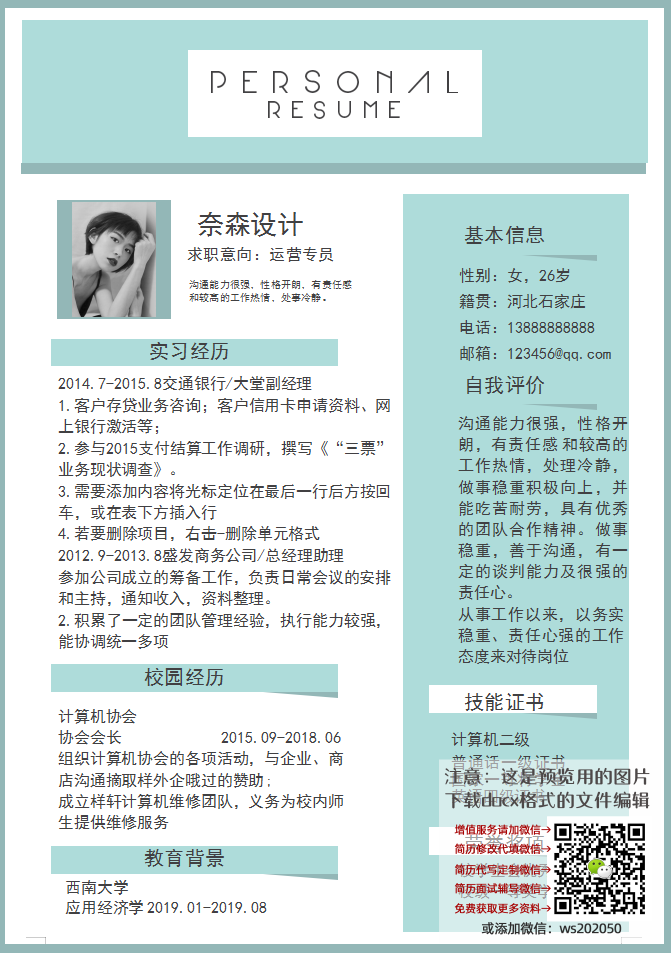 PERSONAL
RESUME
奈森设计
求职意向：运营专员
沟通能力很强、性格开朗、有责任感
和较高的工作热情，处事冷静。
实习经历
2014.7-2015.8交通银行/大堂副经理
1.客户存贷业务咨询；客户信用卡申请资料、网
上银行激活等；
2.参与2015支付结算工作调研，撰写《“三票”
业务现状调查》。
3.需要添加内容将光标定位在最后一行后方按回
车，或在表下方插入行
4.若要删除项目，右击-删除单元格式
2012.9-2013.8盛发商务公司/总经理助理
参加公司成立的筹备工作，负责日常会议的安排
和主持，通知收入，资料整理。
2.积累了一定的团队管理经验，执行能力较强，
能协调统一多项
校园经历
计算机协会
协会会长 2015.09-2018.06
组织计算机协会的各项活动，与企业、商
店沟通摘取样外企哦过的赞助;
成立样轩计算机维修团队，义务为校内师
生提供维修服务
教育背景
西南大学
应用经济学2019.01-2019.08
基本信息
性别：女，26岁
籍贯：河北石家庄
电话：13888888888
邮箱：123456@qq.com
自我评价
沟通能力很强，性格开
朗，有责任感 和较高的
工作热情，处理冷静，
做事稳重积极向上，并
能吃苦耐劳，具有优秀
的团队合作精神。做事
稳重，善于沟通，有一
定的谈判能力及很强的
责任心。
从事工作以来，以务实
稳重、责任心强的工作
态度来对待岗位
技能证书
计算机二级
普通话一级证书
注意：这是预览用的图片
下载docx格式的文件编辑
荣誉奖项
增值服务请加微信→
简历修改代填微信→
简历代写定制微信→
简历面试辅导微信→
免费获取更多资料→
或添加微信：ws202050